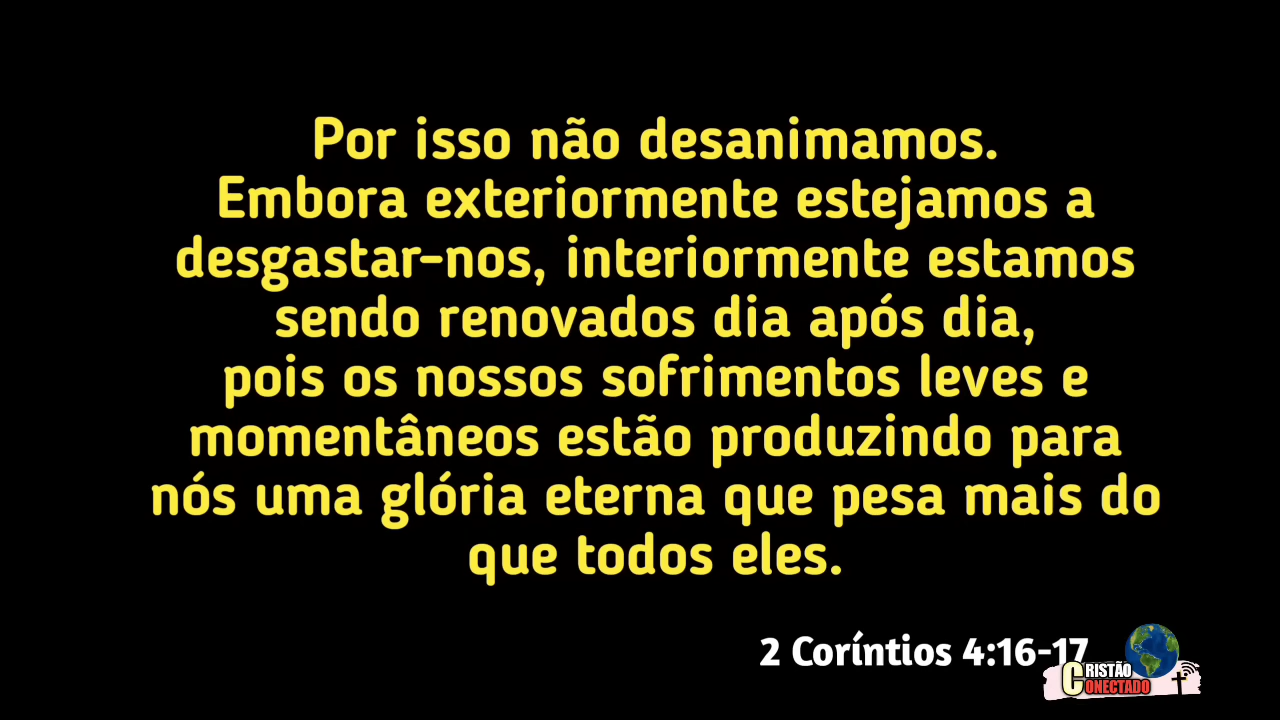 Por isso não desanimamos.
Embora exteriormente estejamos a
desgastar-nos, interiormente estamos
sendo renovados dia após dia,
pois os nossos sofrimentos leves e
momentâneos estão produzindo para
nós uma glória eterna que pesa mais do
que todos eles.
2 Coríntios 4:16-17
CRISTÃO
CONECTADO